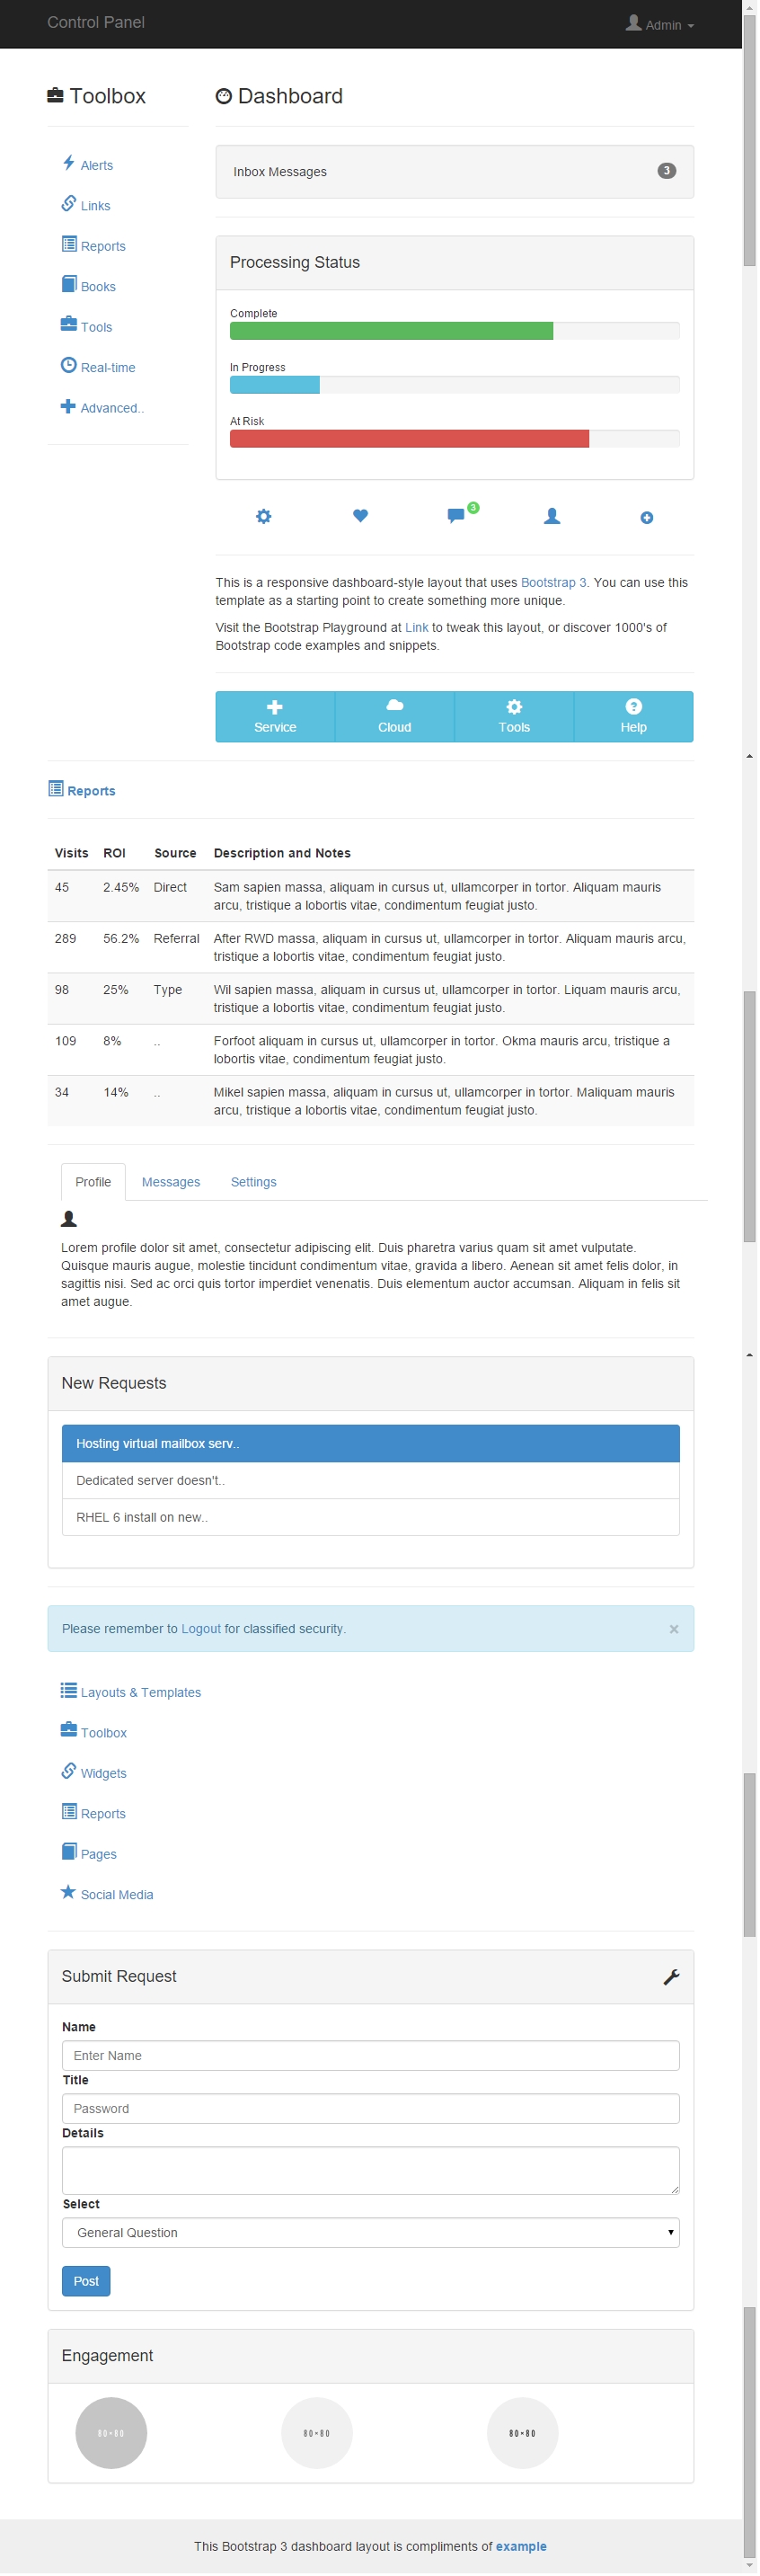 Control Panel
Admin
Toolbox
Alerts
Links
Reports
Books
Tools
Real-time
Advanced..
Dashboard
Inbox Messages 3
Processing Status
Complete
In Progress
At Risk
3
This is a responsive dashboard-style layout that uses Bootstrap 3. You can use this
template as a starting point to create something more unique.
Visit the Bootstrap Playground at Link to tweak this layout, or discover 1000's of
Bootstrap code examples and snippets.
Service Cloud Tools Help
Reports
Visits ROI Source Description and Notes
45 2.45% Direct Sam sapien massa, aliquam in cursus ut, ullamcorper in tortor. Aliquam mauris
arcu, tristique a lobortis vitae, condimentum feugiat justo.
289 56.2% Referral After RWD massa, aliquam in cursus ut, ullamcorper in tortor. Aliquam mauris arcu,
tristique a lobortis vitae, condimentum feugiat justo.
98 25% Type Wil sapien massa, aliquam in cursus ut, ullamcorper in tortor. Liquam mauris arcu,
tristique a lobortis vitae, condimentum feugiat justo.
109 8% .. Forfoot aliquam in cursus ut, ullamcorper in tortor. Okma mauris arcu, tristique a
lobortis vitae, condimentum feugiat justo.
34 14% .. Mikel sapien massa, aliquam in cursus ut, ullamcorper in tortor. Maliquam mauris
arcu, tristique a lobortis vitae, condimentum feugiat justo.
Profile Messages Settings
Lorem profile dolor sit amet, consectetur adipiscing elit. Duis pharetra varius quam sit amet vulputate.
Quisque mauris augue, molestie tincidunt condimentum vitae, gravida a libero. Aenean sit amet felis dolor, in
sagittis nisi. Sed ac orci quis tortor imperdiet venenatis. Duis elementum auctor accumsan. Aliquam in felis sit
amet augue.
New Requests
Hosting virtual mailbox serv..
Dedicated server doesn't..
RHEL 6 install on new..
Please remember to Logout for classified security. ×
Layouts & Templates
Toolbox
Widgets
Reports
Pages
Social Media
Submit Request
Name
Enter Name
Title
Password
Details
Select
General Question
Post
Engagement
80×80 80×80 80×80
This Bootstrap 3 dashboard layout is compliments of example